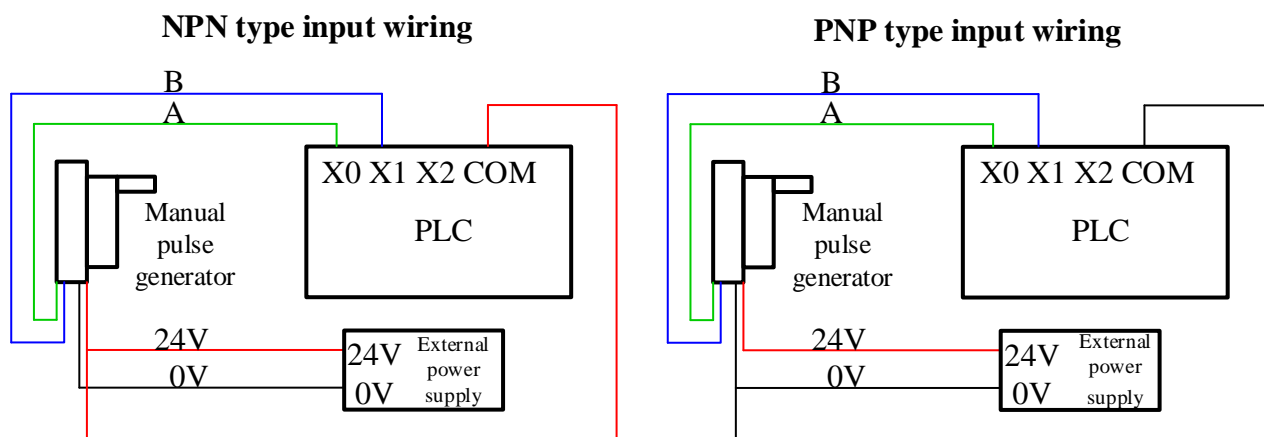 NPN type input wiring
B
A
X0 X1 X2 COM
PLC
Manual
pulse
generator
24V
0V
24V
0V
External
power
supply
PNP type input wiring
B
A
X0 X1 X2 COM
PLC
Manual
pulse
generator
24V
0V
24V
0V
External
power
supply